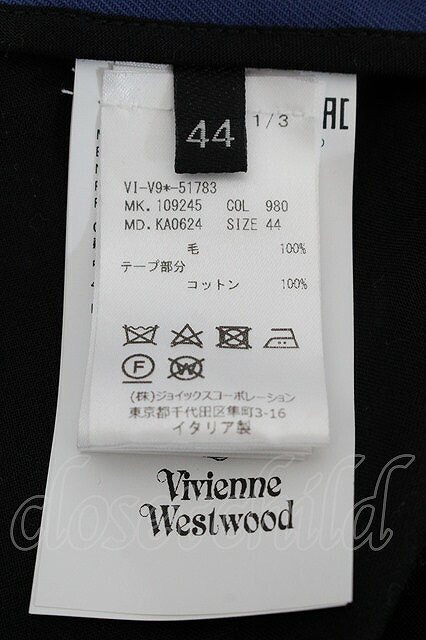 44
1/3
AC
VI-V9*-51783
MK. 109245 COL 980
MD. KA0624 SIZE 44
毛 100%
テープ部分
コットン 100%
F
W
(株)ジョイックスコーポレーション
東京都千代田区隼町3-16
イタリア製
Vivienne
Westwood
closet child